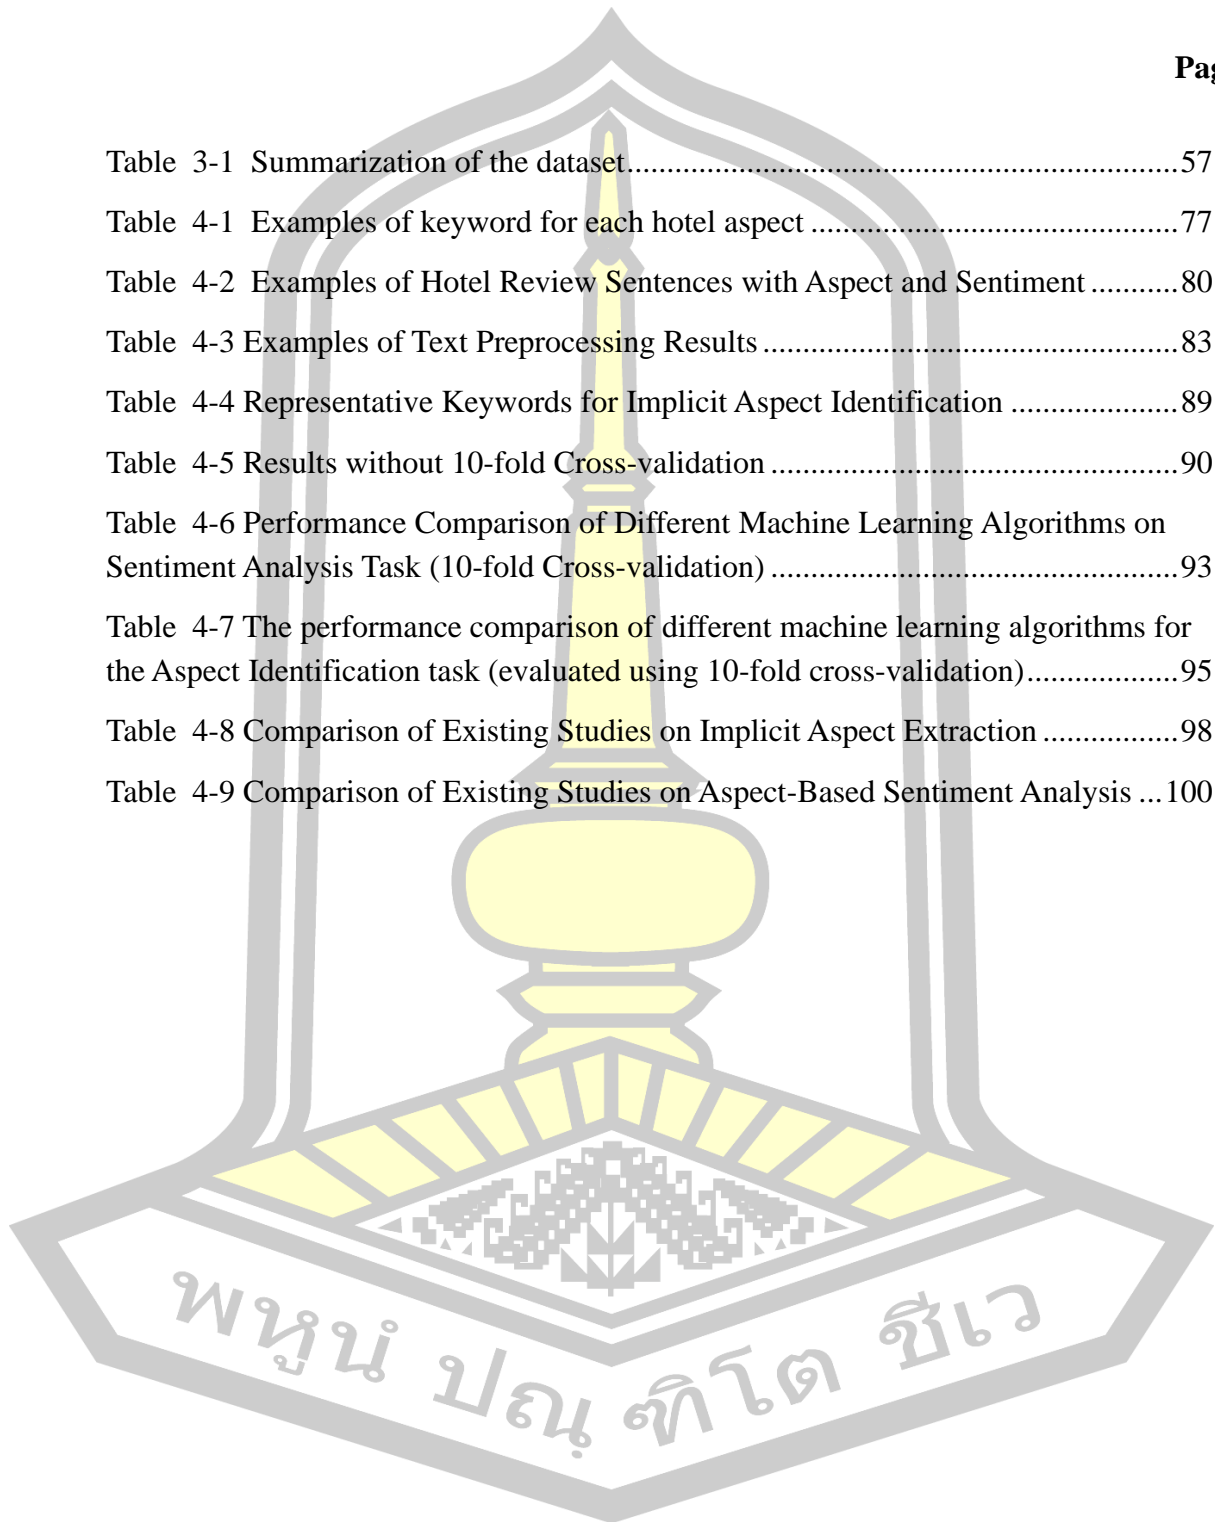 Pag
Table 3-1 Summarization of the dataset..........57
Table 4-1 Examples of keyword for each hotel aspect..........77
Table 4-2 Examples of Hotel Review Sentences with Aspect and Sentiment..........80
Table 4-3 Examples of Text Preprocessing Results..........83
Table 4-4 Representative Keywords for Implicit Aspect Identification..........89
Table 4-5 Results without 10-fold Cross-validation..........90
Table 4-6 Performance Comparison of Different Machine Learning Algorithms on
Sentiment Analysis Task (10-fold Cross-validation)..........93
Table 4-7 The performance comparison of different machine learning algorithms for
the Aspect Identification task (evaluated using 10-fold cross-validation)..........95
Table 4-8 Comparison of Existing Studies on Implicit Aspect Extraction..........98
Table 4-9 Comparison of Existing Studies on Aspect-Based Sentiment Analysis...100
พหูนํ ปณฺ ฑิโต ชีเว